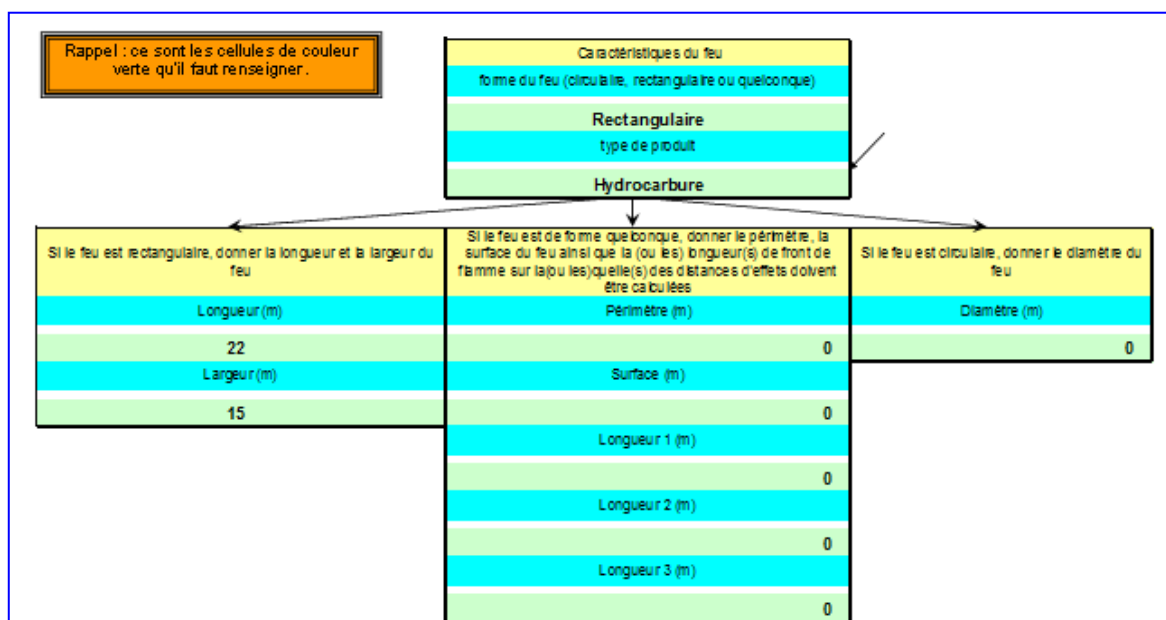 Rappel : ce sont les cellules de couleur
verte qu'il faut renseigner.
Caractéristiques du feu
forme du feu (circulaire, rectangulaire ou quelconque)
Rectangulaire
type de produit
Hydrocarbure
Si le feu est rectangulaire, donner la longueur et la largeur du
feu
Longueur (m)
22
Largeur (m)
15
Si le feu est de forme quelconque, donner le périmètre, la
surface du feu ainsi que la (ou les) longueur(s) de front de
flamme sur la(ou les)quelle(s) des distances d'effets doivent
être calculées
Périmètre (m)
0
Surface (m)
0
Longueur 1 (m)
0
Longueur 2 (m)
0
Longueur 3 (m)
0
Si le feu est circulaire, donner le diamètre du
feu
Diamètre (m)
0